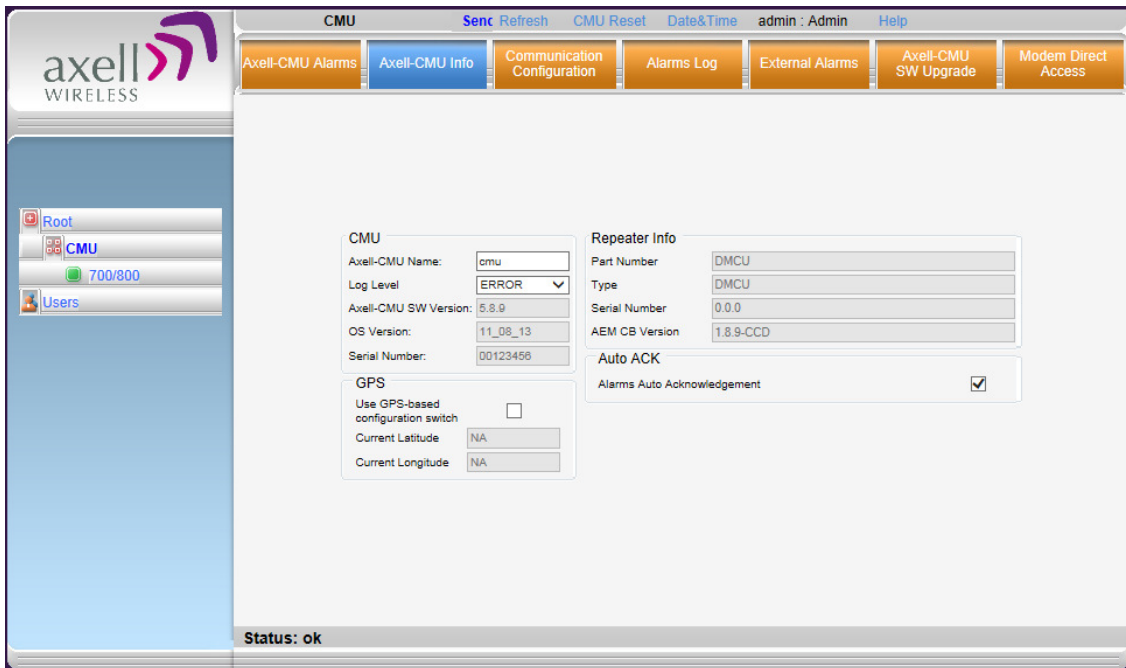 axell
WIRELESS
CMU Send Refresh CMU Reset Date&Time admin : Admin Help
Axell-CMU Alarms
Axell-CMU Info
Communication
Configuration
Alarms Log
External Alarms
Axell-CMU
SW Upgrade
Modem Direct
Access
Root
CMU
700/800
Users
CMU
Axell-CMU Name: cmu
Log Level ERROR
Axell-CMU SW Version: 5.8.9
OS Version: 11_08_13
Serial Number: 00123456
GPS
Use GPS-based
configuration switch
Current Latitude NA
Current Longitude NA
Repeater Info
Part Number DMCU
Type DMCU
Serial Number 0.0.0
AEM CB Version 1.8.9-CCD
Auto ACK
Alarms Auto Acknowledgement
Status: ok